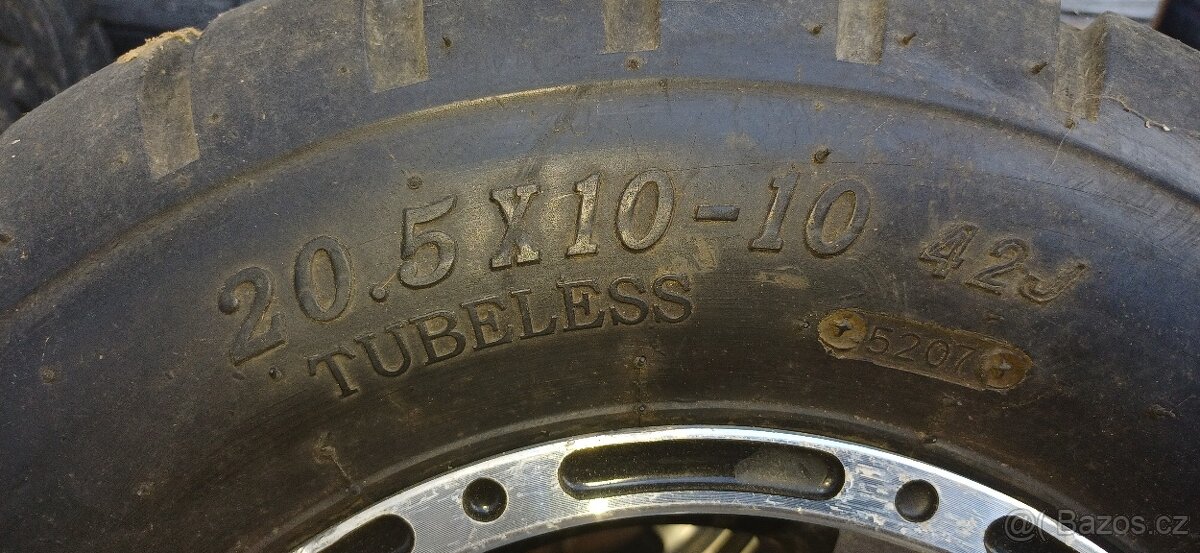 20.5X10-10 42J
TUBELESS
5207
@( Bazos.cz